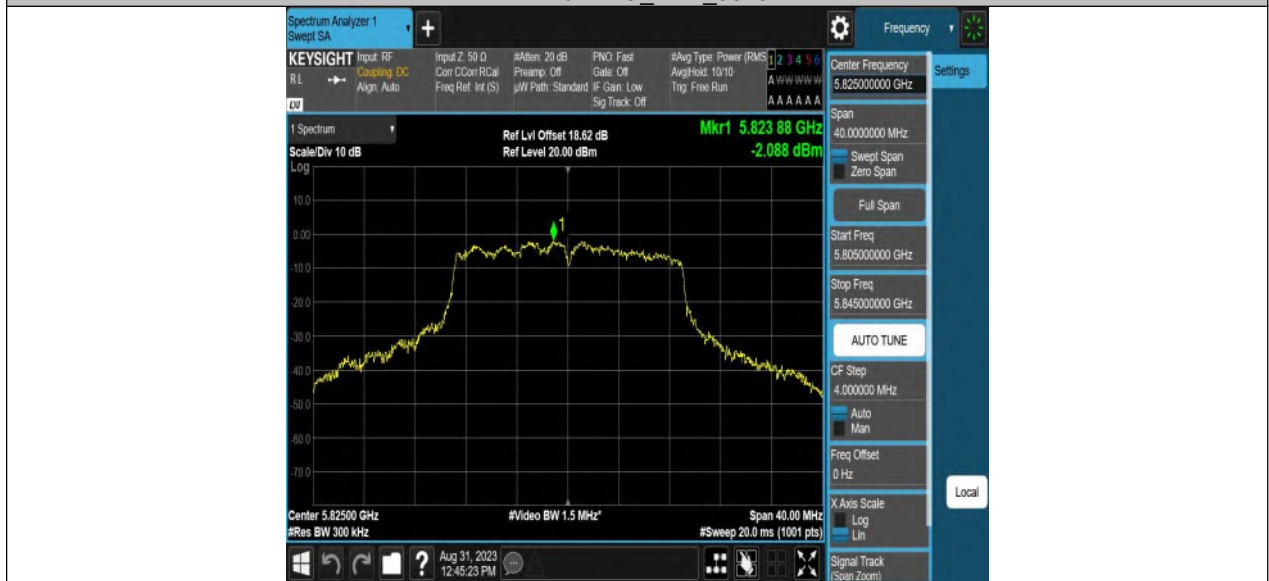 Spectrum Analyzer 1
Swept SA
Frequency
KEYSIGHT
RL
LXI
Input: RF
Coupling: DC
Align: Auto
Input Z: 50 Ω
Corr CCorr RCal
Freq Ref: Int (S)
#Atten: 20 dB
Preamp: Off
µW Path: Standard
PNO: Fast
Gate: Off
IF Gain: Low
Sig Track: Off
#Avg Type: Power (RMS
Avg|Hold: 10/10
Trig: Free Run
1 2 3 4 5 6
A W W W W W
A A A A A A
1 Spectrum
Scale/Div 10 dB
Log
Ref Lvl Offset 18.62 dB
Ref Level 20.00 dBm
Mkr1 5.823 88 GHz
-2.088 dBm
1
10.0
0.00
-10.0
-20.0
-30.0
-40.0
-50.0
-60.0
-70.0
Center 5.82500 GHz
#Res BW 300 kHz
#Video BW 1.5 MHz*
Span 40.00 MHz
#Sweep 20.0 ms (1001 pts)
?
Aug 31, 2023
12:45:23 PM
Center Frequency
5.825000000 GHz
Settings
Span
40.0000000 MHz
Swept Span
Zero Span
Full Span
Start Freq
5.805000000 GHz
Stop Freq
5.845000000 GHz
AUTO TUNE
CF Step
4.000000 MHz
Auto
Man
Freq Offset
0 Hz
X Axis Scale
Log
Lin
Local
Signal Track
(Span Zoom)